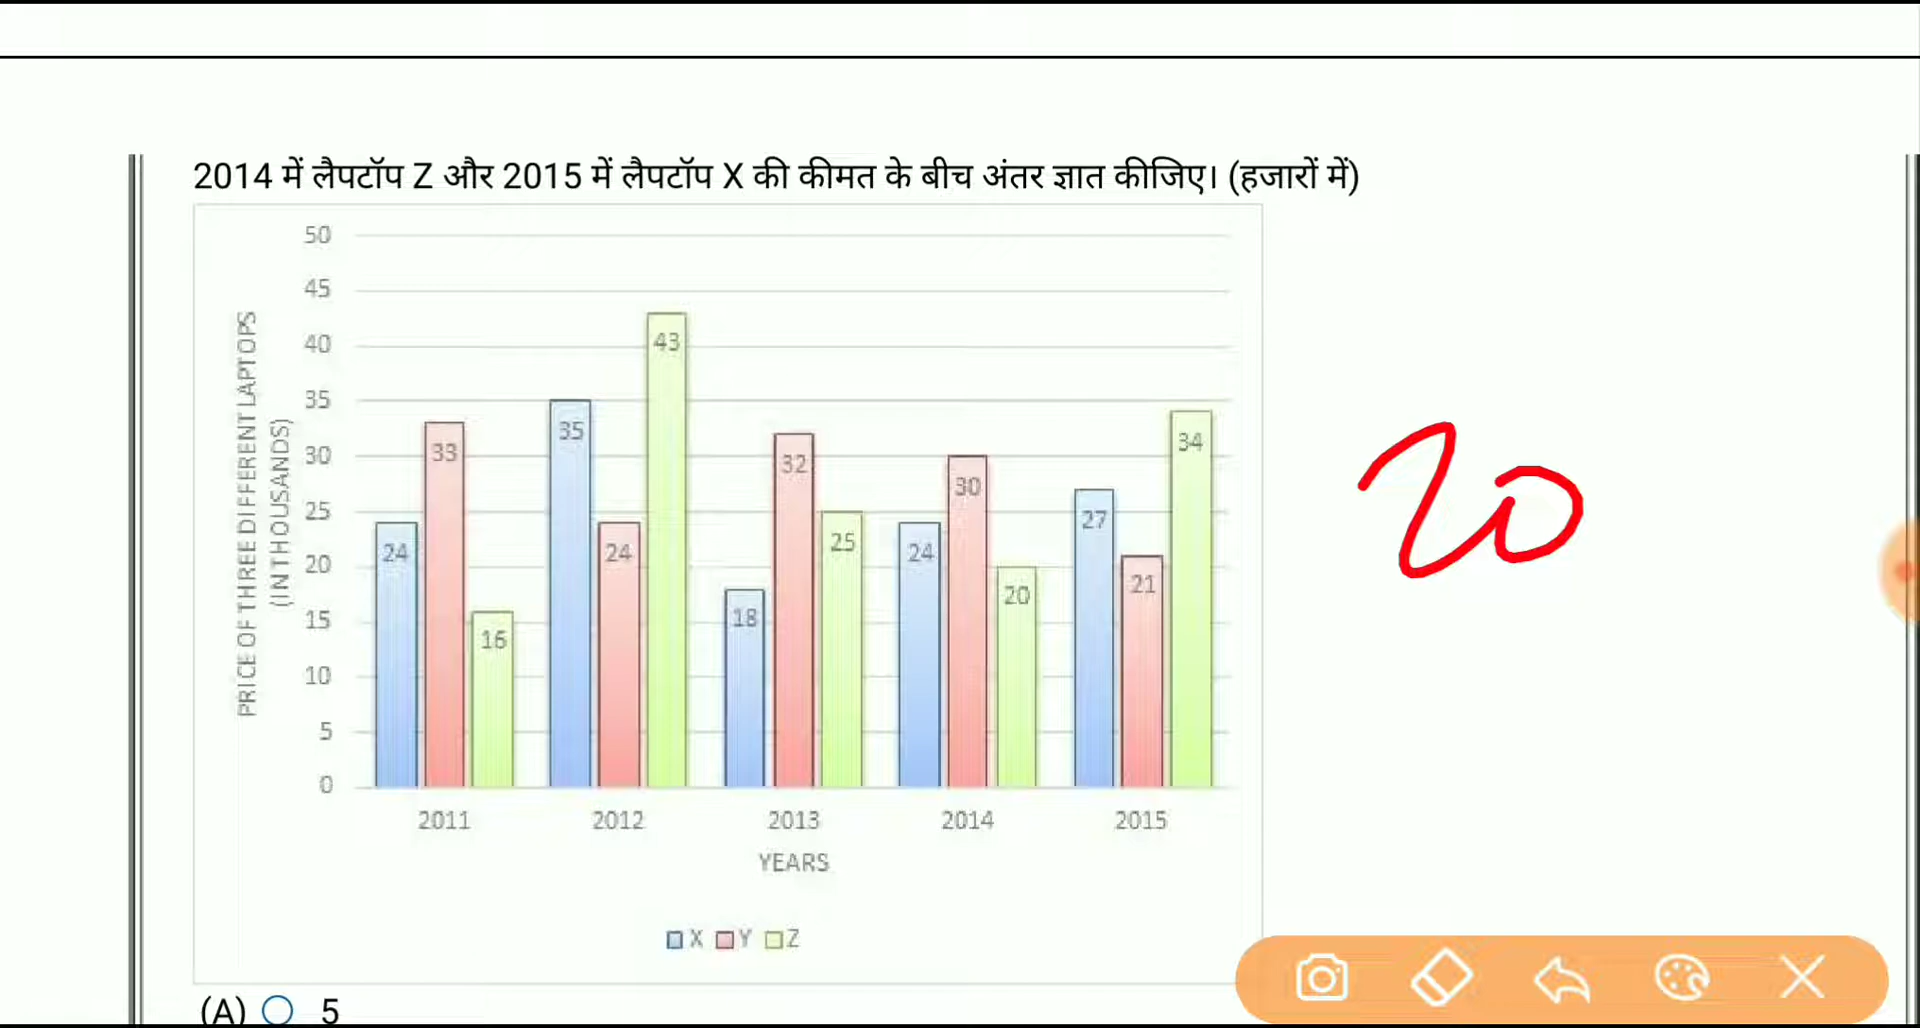 2014 में लैपटॉप Z और 2015 में लैपटॉप X की कीमत के बीच अंतर ज्ञात कीजिए। (हजारों में)
PRICE OF THREE DIFFERENT LAPTOPS
(IN THOUSANDS)
50
45
40
35
30
25
20
15
10
5
0
24 33 16
35 24 43
18 32 25
24 30 20
27 21 34
2011 2012 2013 2014 2015
YEARS
X Y Z
20
(A) 5